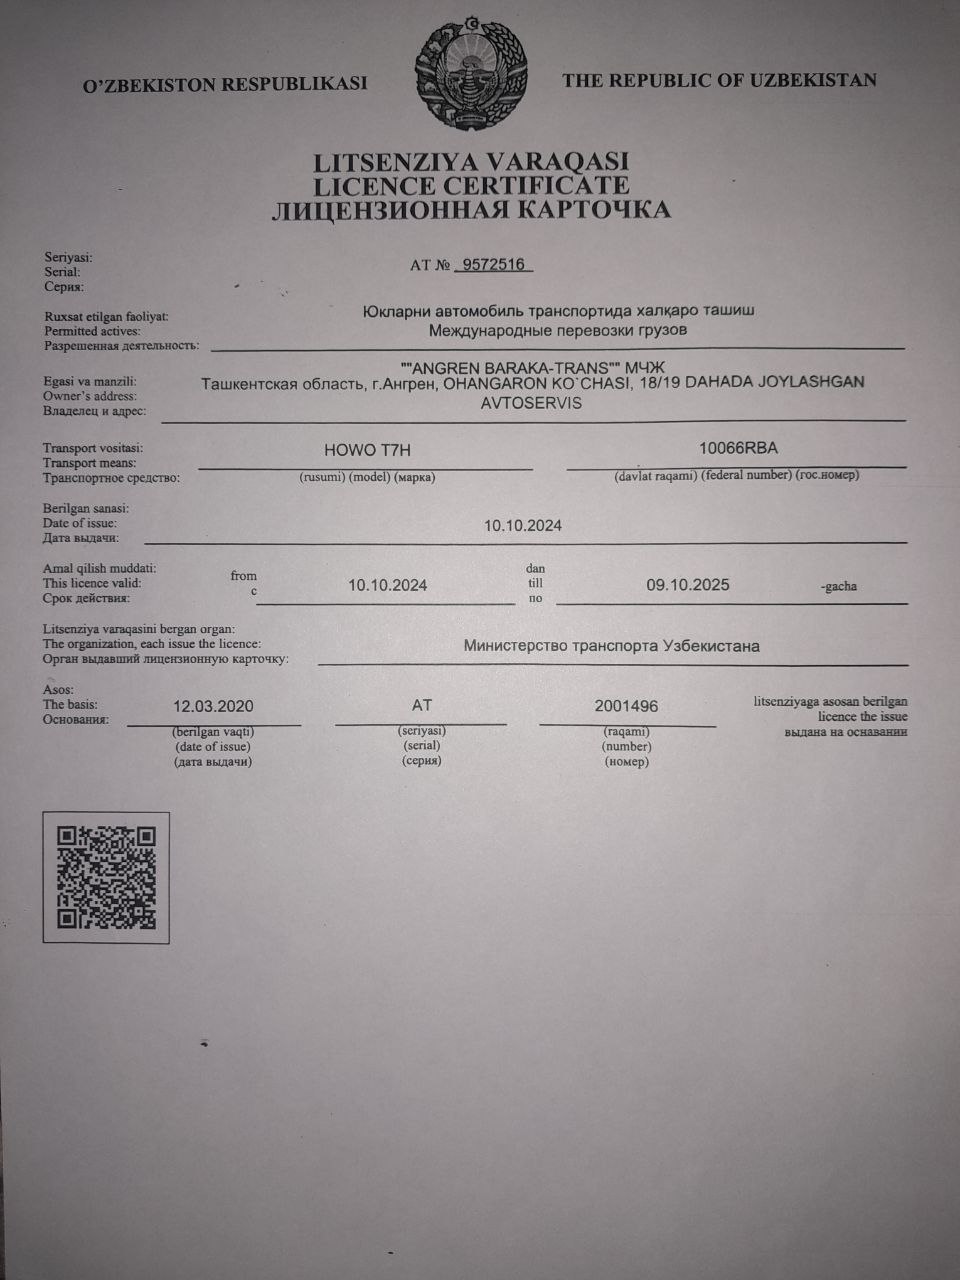 O'ZBEKISTON RESPUBLIKASI
THE REPUBLIC OF UZBEKISTAN
LITSENZIYA VARAQASI
LICENCE CERTIFICATE
ЛИЦЕНЗИОННАЯ КАРТОЧКА
Seriyasi:
Serial:
Серия:
АТ № 9572516
Ruxsat etilgan faoliyat:
Permitted actives:
Разрешенная деятельность:
Юкларни автомобиль транспортида халқаро ташиш
Международные перевозки грузов
Egasi va manzili:
Owner's address:
Владелец и адрес:
""ANGREN BARAKA-TRANS"" МЧЖ
Ташкентская область, г.Ангрен, OHANGARON KO`CHASI, 18/19 DAHADA JOYLASHGAN
AVTOSERVIS
Transport vositasi:
Transport means:
Транспортное средство:
HOWO T7H
(rusumi) (model) (марка)
10066RBA
(davlat raqami) (federal number) (гос.номер)
Berilgan sanasi:
Date of issue:
Дата выдачи:
10.10.2024
Amal qilish muddati:
This licence valid:
Срок действия:
from
с
10.10.2024
dan
till
по
09.10.2025
-gacha
Litsenziya varaqasini bergan organ:
The organization, each issue the licence:
Орган выдавший лицензионную карточку:
Министерство транспорта Узбекистана
Asos:
The basis:
Основания:
12.03.2020
(berilgan vaqti)
(date of issue)
(дата выдачи)
АТ
(seriyasi)
(serial)
(серия)
2001496
(raqami)
(number)
(номер)
litsenziyaga asosan berilgan
licence the issue
выдана на оснавании